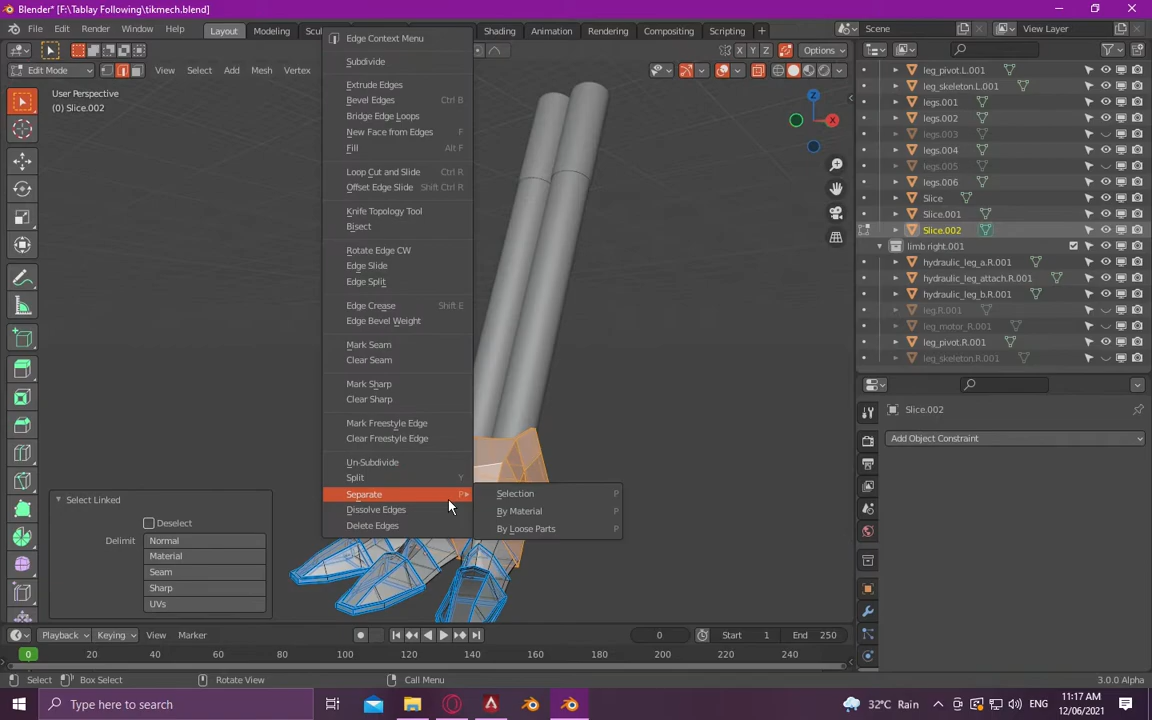 Blender* [F:\Tablay Following\tikmech.blend]
File Edit Render Window Help Layout Modeling Scul Shading Animation Rendering Compositing Scripting + Scene View Layer
X Y Z Options
Edit Mode View Select Add Mesh Vertex
User Perspective
(0) Slice.002
Edge Context Menu
Subdivide
Extrude Edges
Bevel Edges Ctrl B
Bridge Edge Loops
New Face from Edges F
Fill Alt F
Loop Cut and Slide Ctrl R
Offset Edge Slide Shift Ctrl R
Knife Topology Tool
Bisect
Rotate Edge CW
Edge Slide
Edge Split
Edge Crease Shift E
Edge Bevel Weight
Mark Seam
Clear Seam
Mark Sharp
Clear Sharp
Mark Freestyle Edge
Clear Freestyle Edge
Un-Subdivide
Split Y
Separate P
Dissolve Edges
Delete Edges
Selection P
By Material P
By Loose Parts P
Z
X
leg_pivot.L.001
leg_skeleton.L.001
legs.001
legs.002
legs.003
legs.004
legs.005
legs.006
Slice
Slice.001
Slice.002
limb right.001
hydraulic_leg_a.R.001
hydraulic_leg_attach.R.001
hydraulic_leg_b.R.001
leg.R.001
leg_motor_R.001
leg_pivot.R.001
leg_skeleton.R.001
Slice.002
Add Object Constraint
Select Linked
Deselect
Delimit Normal
Material
Seam
Sharp
UVs
Playback Keying View Marker 0 Start 1 End 250
0 20 40 60 80 100 120 140 160 180 200 220 240
Select Box Select Rotate View Call Menu 3.0.0 Alpha
Type here to search 32°C Rain ENG 11:17 AM
12/06/2021